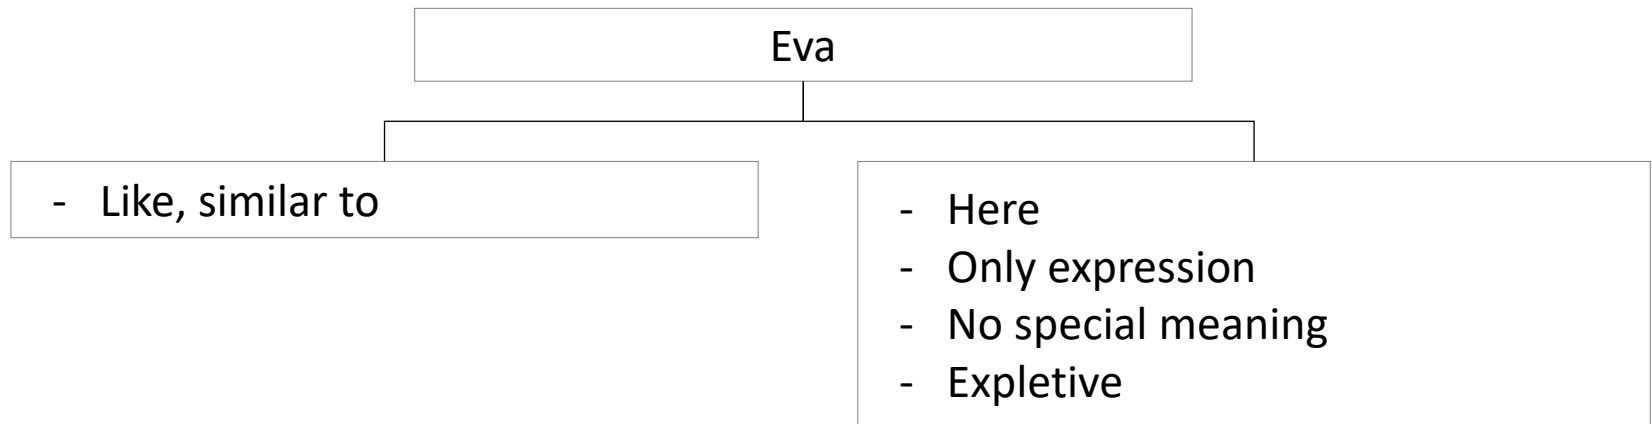 Eva
- Like, similar to
- Here
- Only expression
- No special meaning
- Expletive